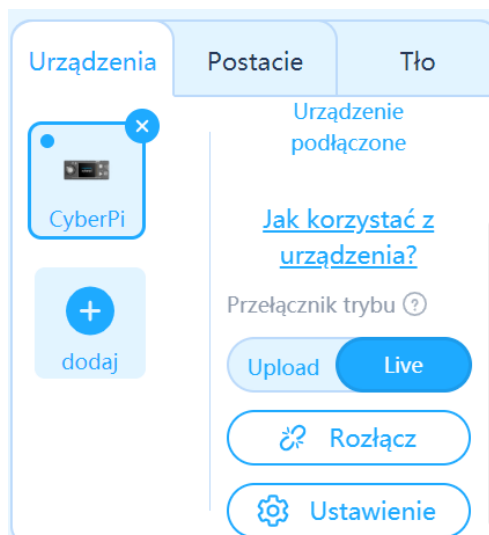 Urządzenia
Postacie
Tło
CyberPi
dodaj
Urządzenie
podłączone
Jak korzystać z
urządzenia?
Przełącznik trybu ?
Upload
Live
Rozłącz
Ustawienie